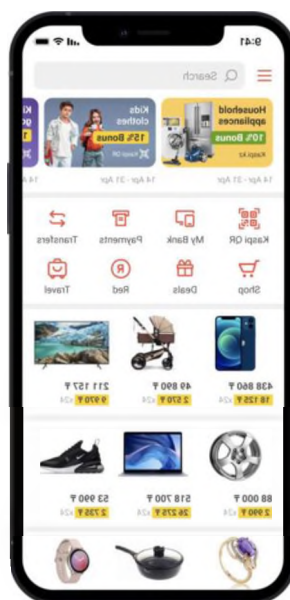 9:41
Search
Household
appliances
10% Bonus
Kaspi.kz
Kids
clothes
15% Bonus
Kaspi QR
14 Apr - 31 Apr
14 Apr - 31 Apr
14 A
Kaspi QR My Bank Payments Transfers
Shop Deals Red Travel
438 860 ₸ 49 890 ₸ 211 157 ₸
18 125 ₸ x24 2 570 ₸ x24 9 970 ₸ x24
88 000 ₸ 518 700 ₸ 53 990 ₸
2 990 ₸ x24 26 275 ₸ x24 2 735 ₸ x24